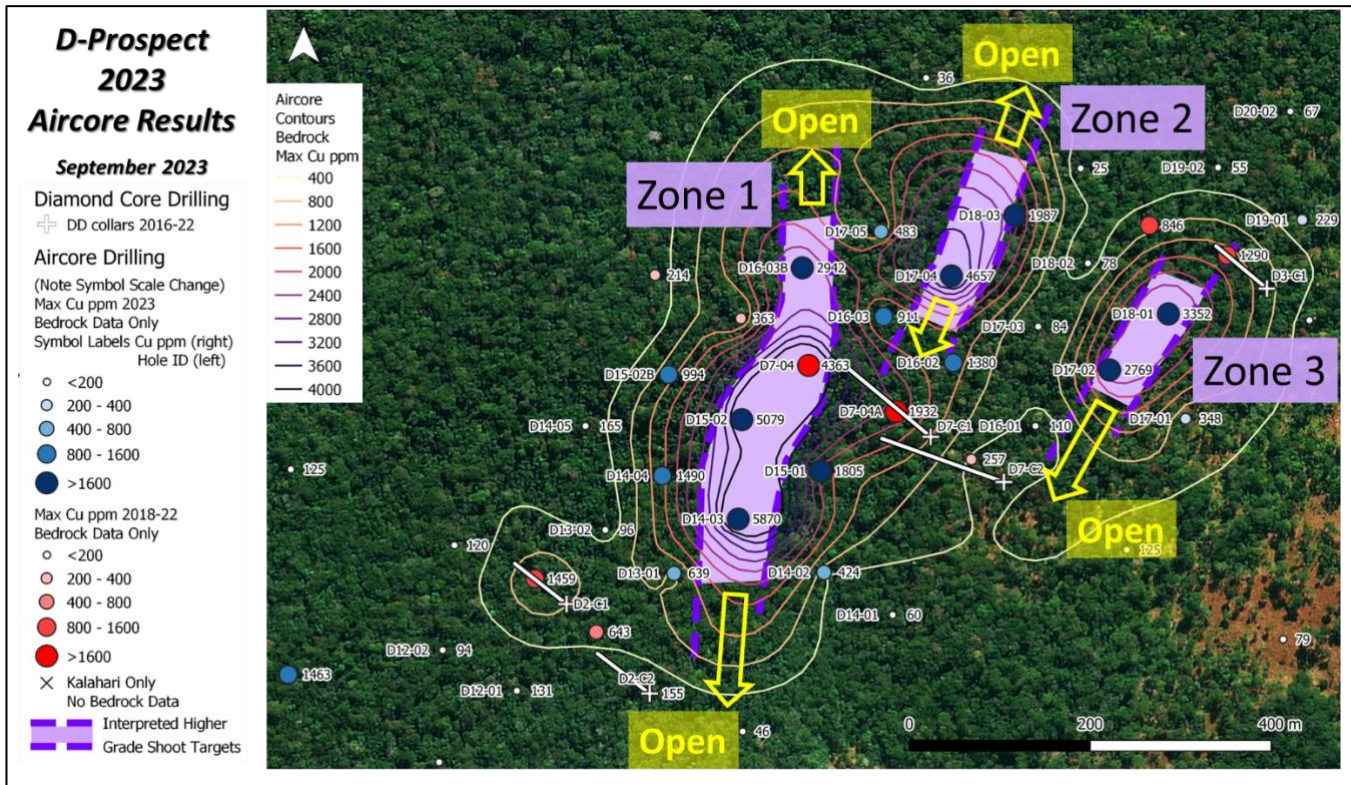 D-Prospect
2023
Aircore Results
September 2023
Diamond Core Drilling
DD collars 2016-22
Aircore Drilling
(Note Symbol Scale Change)
Max Cu ppm 2023
Bedrock Data Only
Symbol Labels Cu ppm (right)
Hole ID (left)
<200
200 - 400
400 - 800
800 - 1600
>1600
Max Cu ppm 2018-22
Bedrock Data Only
<200
200 - 400
400 - 800
800 - 1600
>1600
Kalahari Only
No Bedrock Data
Interpreted Higher
Grade Shoot Targets
Aircore
Contours
Bedrock
Max Cu ppm
400
800
1200
1600
2000
2400
2800
3200
3600
4000
Open
36
Open
Zone 2
D20-02 67
Zone 1
25
D19-02 55
D18-03 1987
D19-01 229
D17-05 483
846
1290
D16-03B 2942
D18-02 78
214
D17-04 4657
D3-C1
363
D16-03 911
D17-03 84
D18-01 3352
D7-04 4363
D16-02 1380
D15-02B 994
D17-02 2769
Zone 3
D15-02 5079
D7-04A 1932
D14-05 165
D7-C1
D16-01 110
D17-01 348
125
257
D15-01 1805
D14-04 1490
D7-C2
D14-03 5870
D13-02 96
Open
120
125
1459
D13-01 639
D14-02 424
D2-C1
D14-01 60
643
79
D12-02 94
1463
D12-01 131
D2-C2
155
Open
46
0 200 400 m